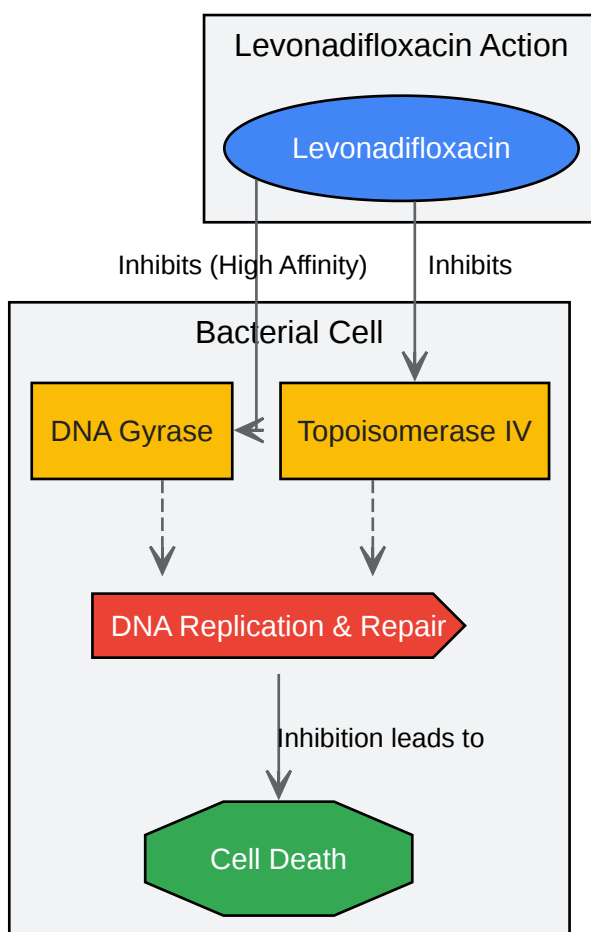 Levonadifloxacin Action
Levonadifloxacin
Inhibits (High Affinity)
Inhibits
Bacterial Cell
DNA Gyrase
Topoisomerase IV
DNA Replication & Repair
Inhibition leads to
Cell Death